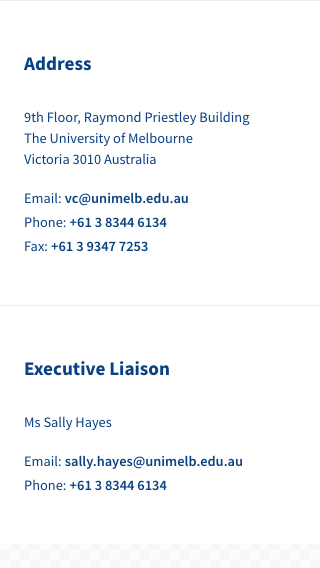 Address
9th Floor, Raymond Priestley Building
The University of Melbourne
Victoria 3010 Australia
Email: vc@unimelb.edu.au
Phone: +61 3 8344 6134
Fax: +61 3 9347 7253
Executive Liaison
Ms Sally Hayes
Email: sally.hayes@unimelb.edu.au
Phone: +61 3 8344 6134